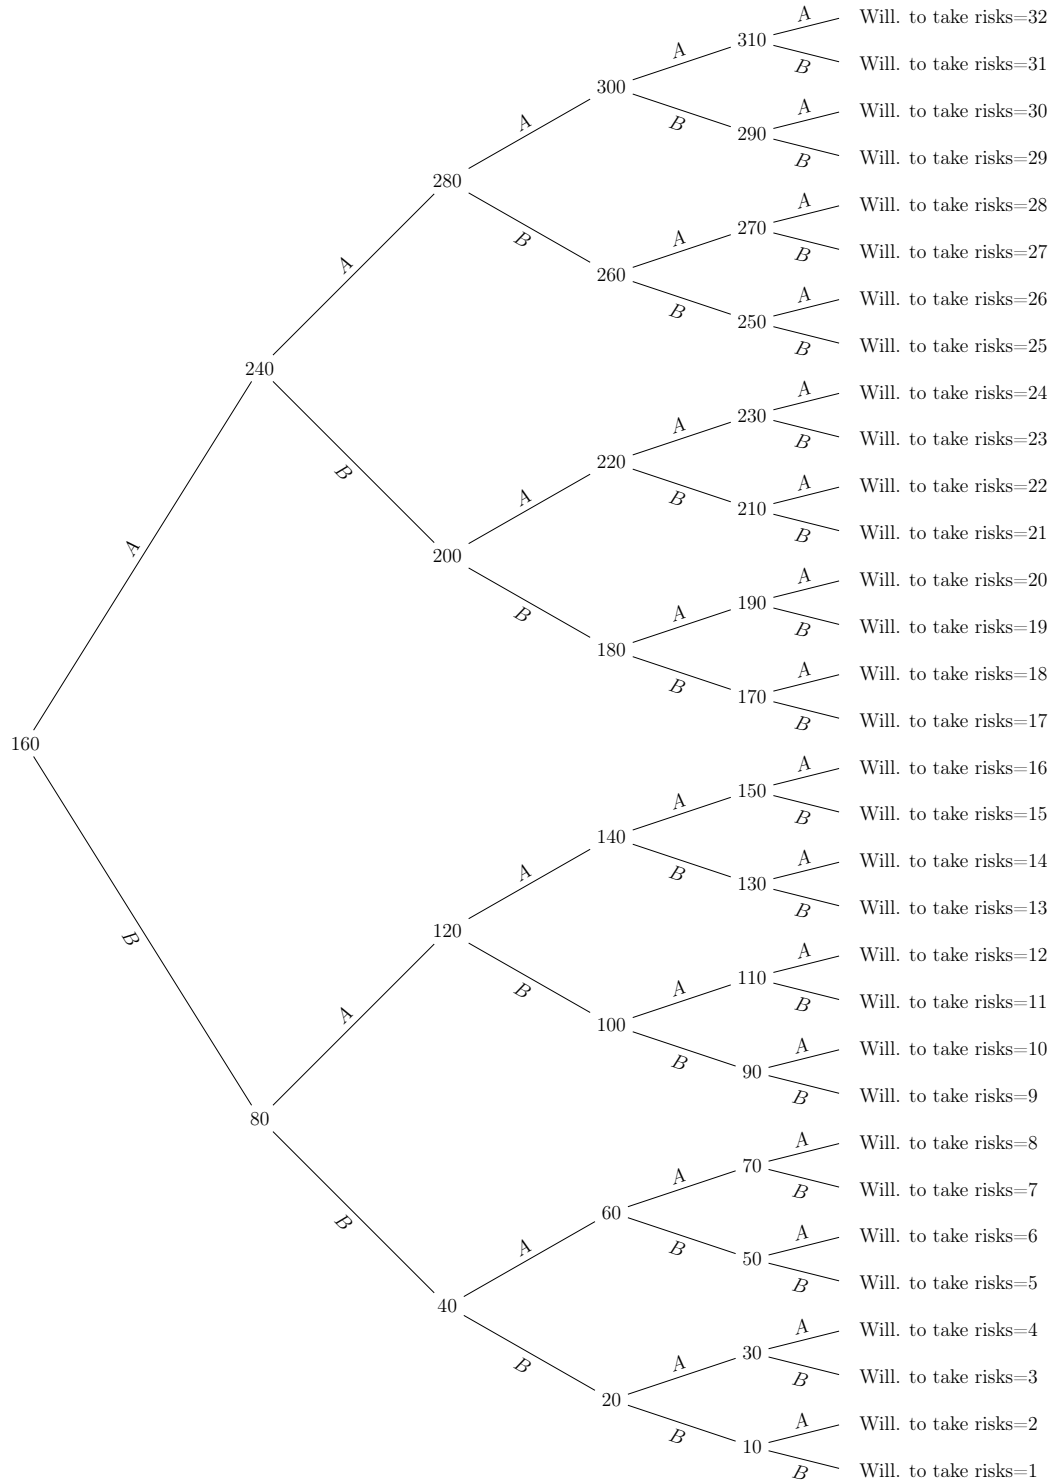 A Will. to take risks=32
310
A B Will. to take risks=31
300
B A Will. to take risks=30
290
A B Will. to take risks=29
280
B A Will. to take risks=28
270
A B Will. to take risks=27
260
A B A Will. to take risks=26
250
B Will. to take risks=25
240
A Will. to take risks=24
230
B A B Will. to take risks=23
220
A B A Will. to take risks=22
210
B Will. to take risks=21
200
A A Will. to take risks=20
190
B A B Will. to take risks=19
180
B A Will. to take risks=18
170
B Will. to take risks=17
160
A Will. to take risks=16
150
A B Will. to take risks=15
140
A B A Will. to take risks=14
130
B Will. to take risks=13
120
B A Will. to take risks=12
110
B A B Will. to take risks=11
A 100
B A Will. to take risks=10
90
B Will. to take risks=9
80
A Will. to take risks=8
70
A B Will. to take risks=7
60
B A B A Will. to take risks=6
50
B Will. to take risks=5
40
A Will. to take risks=4
30
B A B Will. to take risks=3
20
B A Will. to take risks=2
10
B Will. to take risks=1